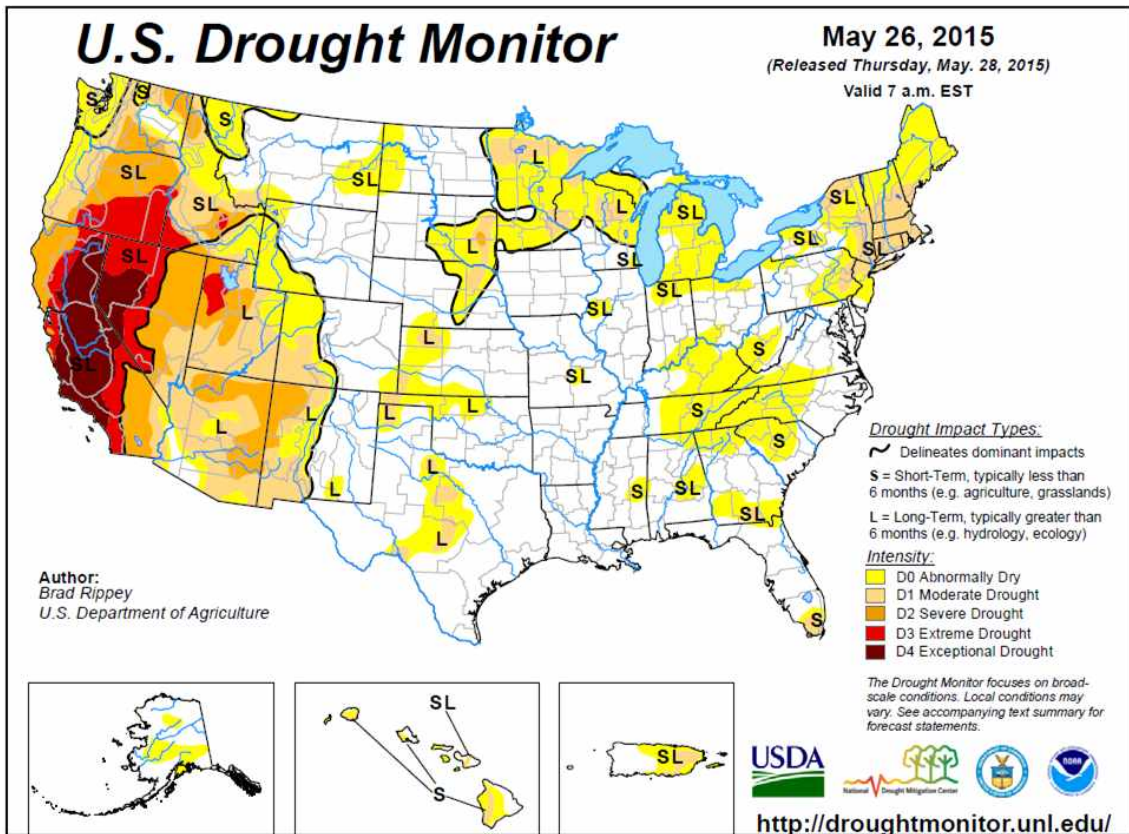 U.S. Drought Monitor
May 26, 2015
(Released Thursday, May. 28, 2015)
Valid 7 a.m. EST
S
S
S
SL
SL
SL
SL
L
L
L
SL
L
L
L
SL
L
SL
SL
SL
L
SL
L
L
L
L
SL
SL
SL
SL
S
S
S
S
SL
SL
S
Drought Impact Types:
Delineates dominant impacts
S = Short-Term, typically less than
6 months (e.g. agriculture, grasslands)
L = Long-Term, typically greater than
6 months (e.g. hydrology, ecology)
Intensity:
D0 Abnormally Dry
D1 Moderate Drought
D2 Severe Drought
D3 Extreme Drought
D4 Exceptional Drought
Author:
Brad Rippey
U.S. Department of Agriculture
The Drought Monitor focuses on broad-
scale conditions. Local conditions may
vary. See accompanying text summary for
forecast statements.
SL
S
SL
USDA
National Drought Mitigation Center
NOAA
http://droughtmonitor.unl.edu/